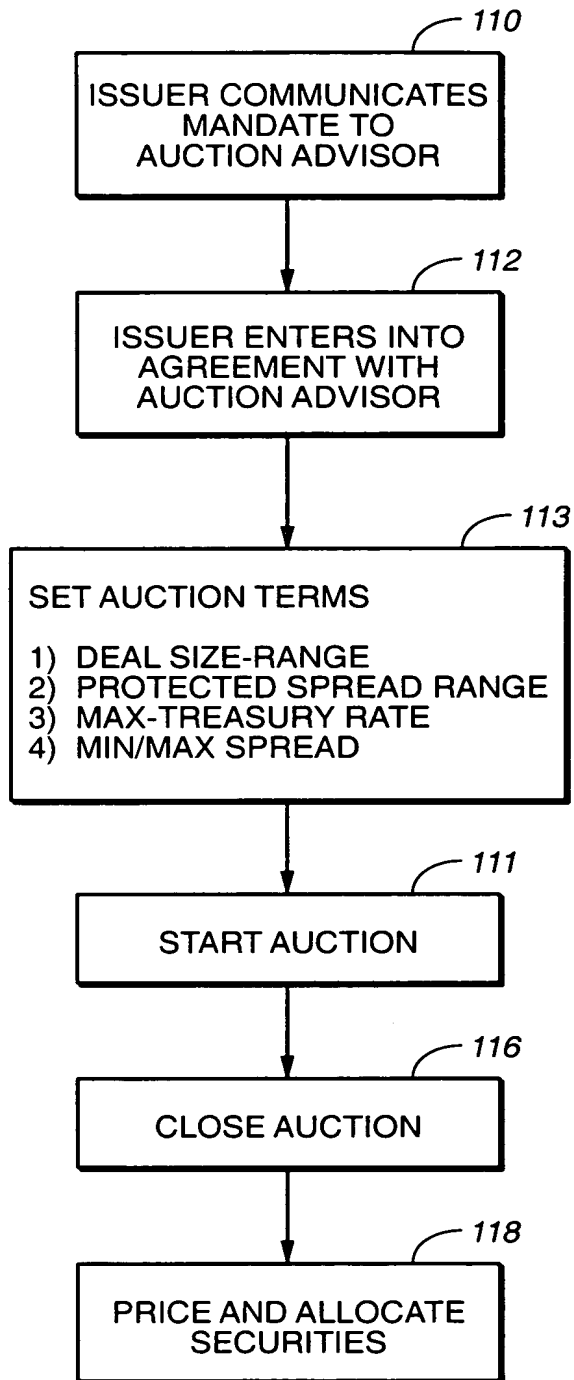 110
ISSUER COMMUNICATES
MANDATE TO
AUCTION ADVISOR
112
ISSUER ENTERS INTO
AGREEMENT WITH
AUCTION ADVISOR
113
SET AUCTION TERMS
1) DEAL SIZE-RANGE
2) PROTECTED SPREAD RANGE
3) MAX-TREASURY RATE
4) MIN/MAX SPREAD
111
START AUCTION
116
CLOSE AUCTION
118
PRICE AND ALLOCATE
SECURITIES